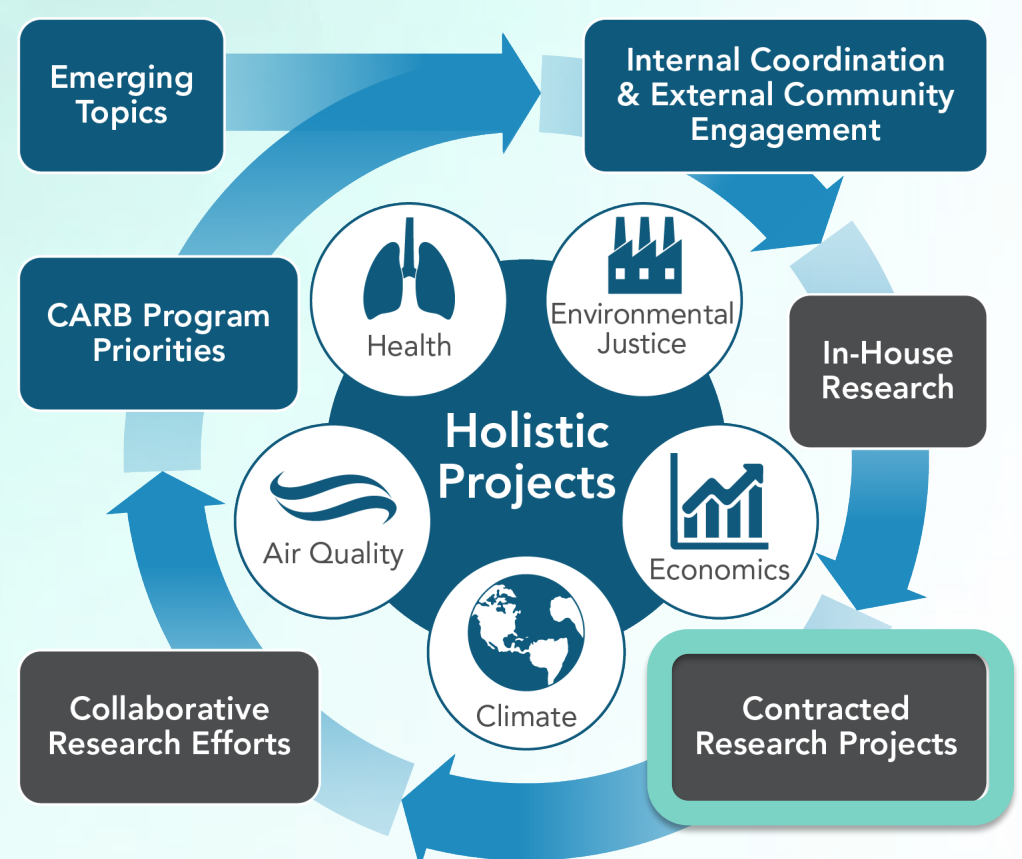 Emerging
Topics
Internal Coordination
& External Community
Engagement
CARB Program
Priorities
Health
Environmental
Justice
In-House
Research
Holistic
Projects
Air Quality
Economics
Climate
Collaborative
Research Efforts
Contracted
Research Projects